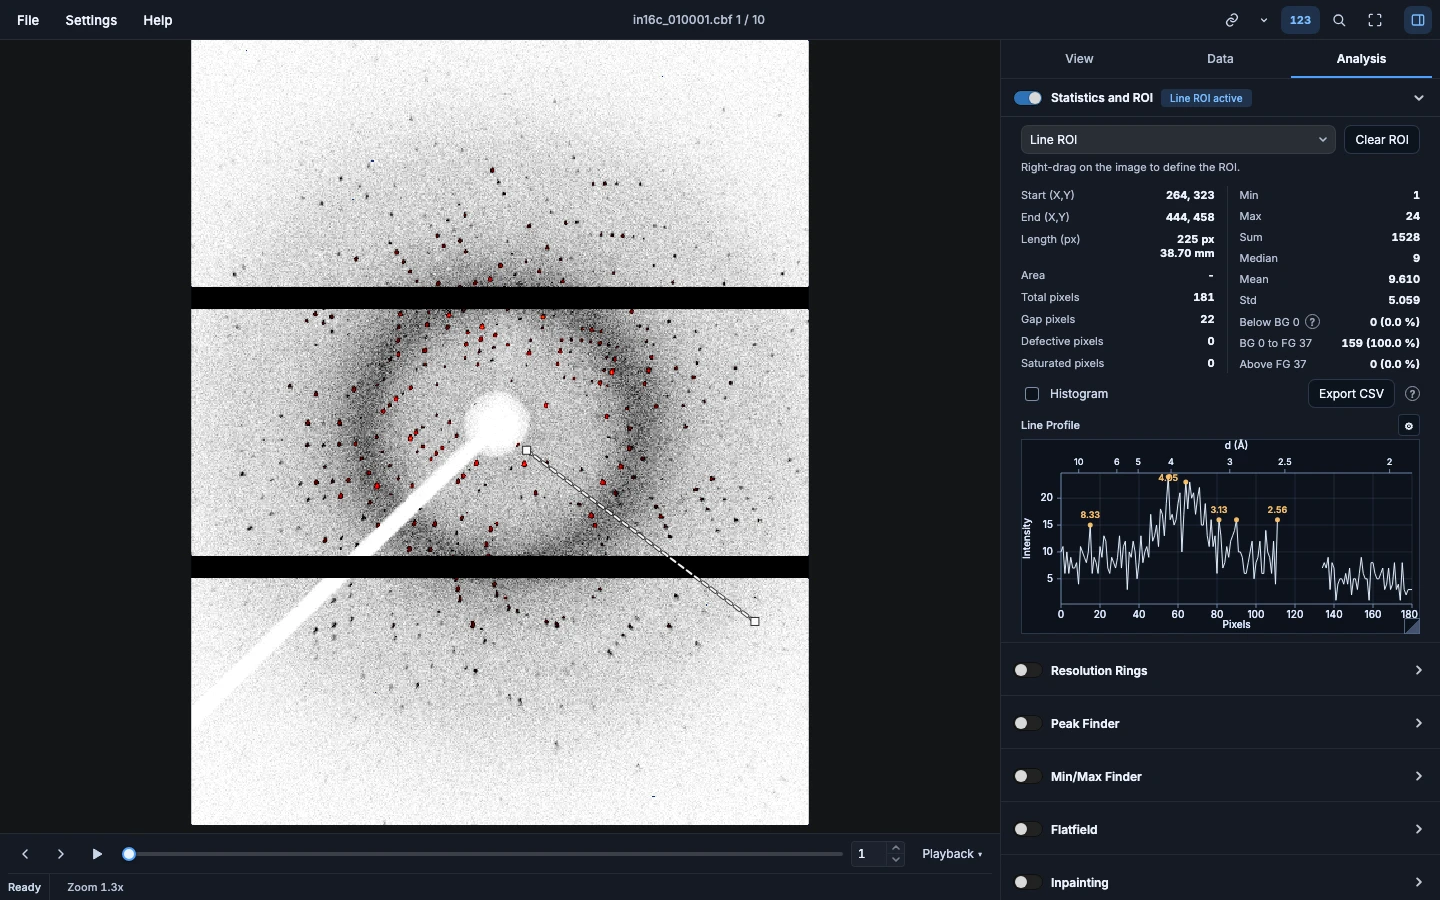 File Settings Help
in16c_010001.cbf 1 / 10
123
View Data Analysis
Statistics and ROI Line ROI active
Line ROI Clear ROI
Right-drag on the image to define the ROI.
Start (X,Y) 264, 323
End (X,Y) 444, 458
Length (px) 225 px
38.70 mm
Area -
Total pixels 181
Gap pixels 22
Defective pixels 0
Saturated pixels 0
Min 1
Max 24
Sum 1528
Median 9
Mean 9.610
Std 5.059
Below BG 0 ? 0 (0.0 %)
BG 0 to FG 37 159 (100.0 %)
Above FG 37 0 (0.0 %)
Histogram Export CSV ?
Line Profile
d (Å)
10 6 5 4 3 2.5 2
4.05
8.33 3.13 2.56
Intensity
20
15
10
5
0 20 40 60 80 100 120 140 160 180
Pixels
Resolution Rings
Peak Finder
Min/Max Finder
Flatfield
Inpainting
1 Playback
Ready Zoom 1.3x